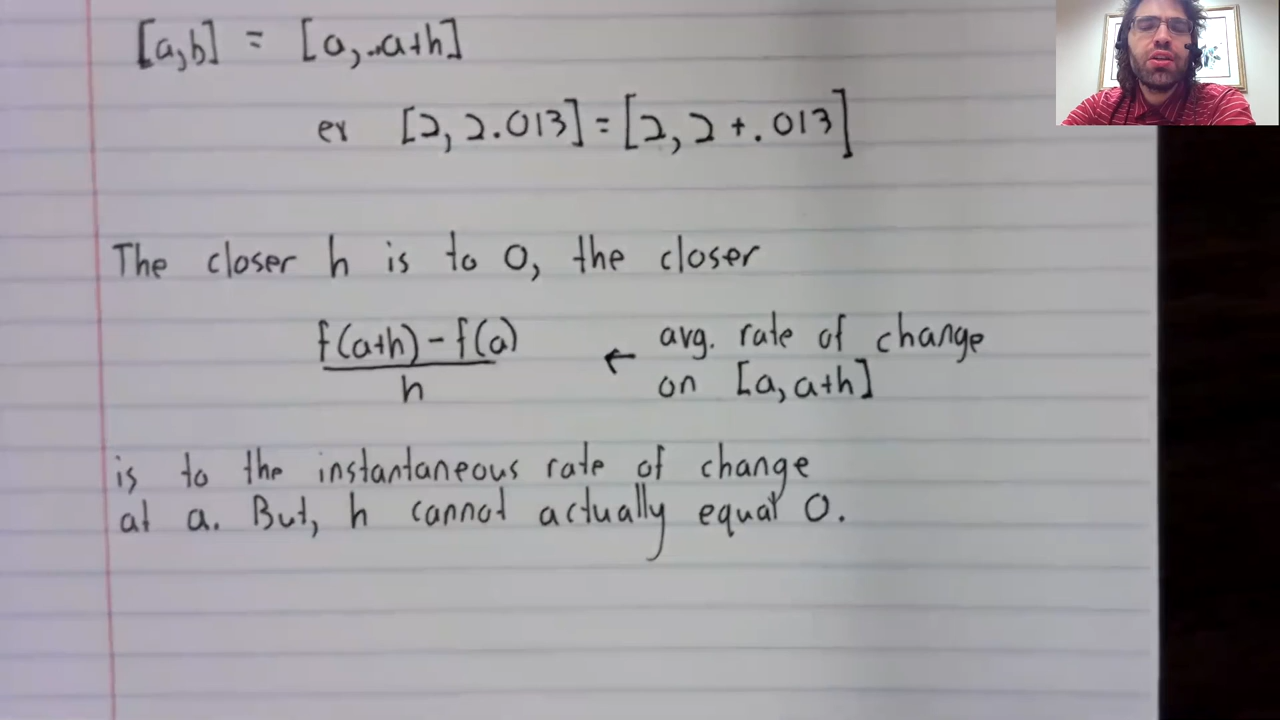 [a,b] = [a, a+h]
ex [2, 2.013] = [2, 2 + .013]
The closer h is to 0, the closer
f(a+h) - f(a)
h
← avg. rate of change
on [a, a+h]
is to the instantaneous rate of change
at a. But, h cannot actually equal 0.